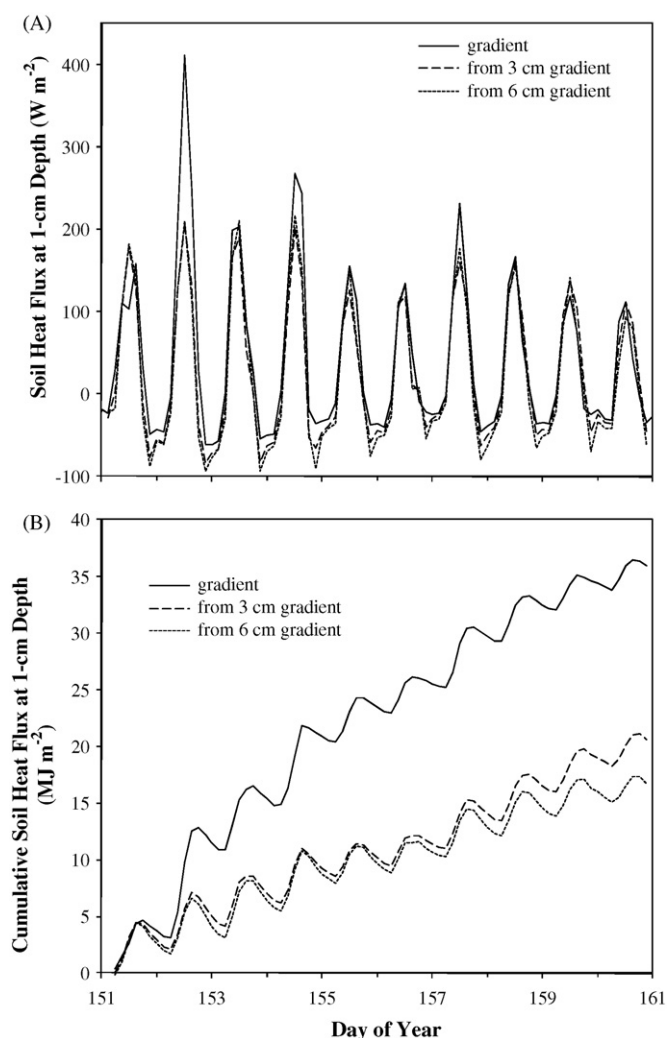 (A)
Soil Heat Flux at 1-cm Depth (W m-2)
400
300
200
100
0
-100
gradient
from 3 cm gradient
from 6 cm gradient
(B)
Cumulative Soil Heat Flux at 1-cm Depth
(MJ m-2)
40
35
30
25
20
15
10
5
0
gradient
from 3 cm gradient
from 6 cm gradient
151
153
155
157
159
161
Day of Year